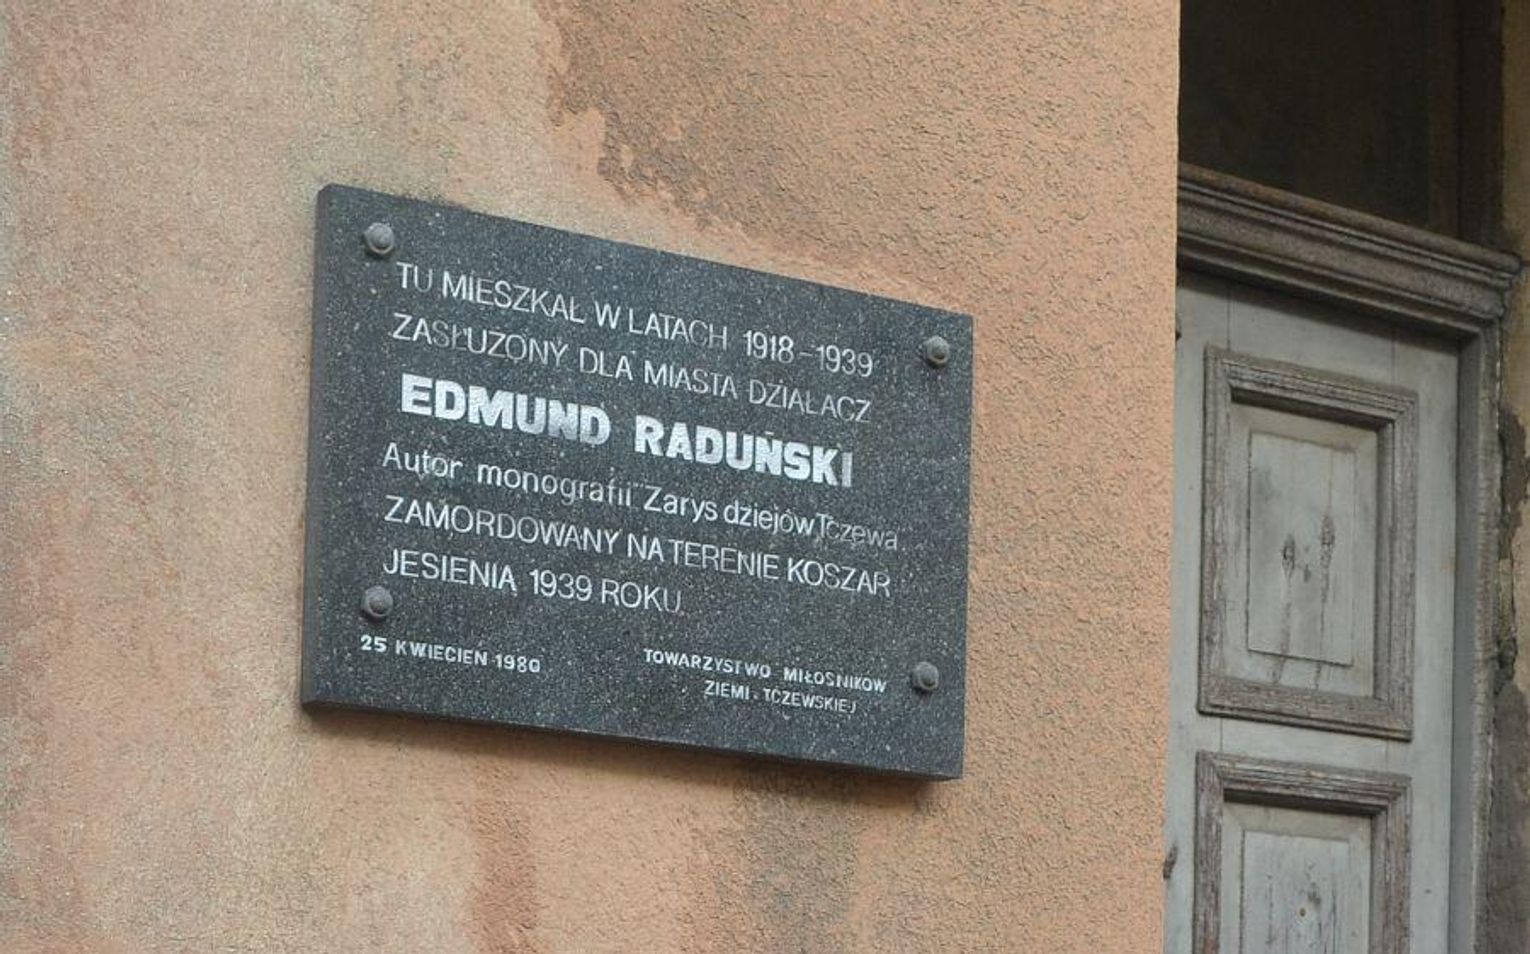 TU MIESZKAŁ W LATACH 1918-1939
ZASŁUŻONY DLA MIASTA DZIAŁACZ
EDMUND RADUŃSKI
Autor monografii "Zarys dziejów Tczewa"
ZAMORDOWANY NA TERENIE KOSZAR
JESIENIĄ 1939 ROKU
25 KWIECIEŃ 1980
TOWARZYSTWO MIŁOŚNIKÓW
ZIEMI TCZEWSKIEJ